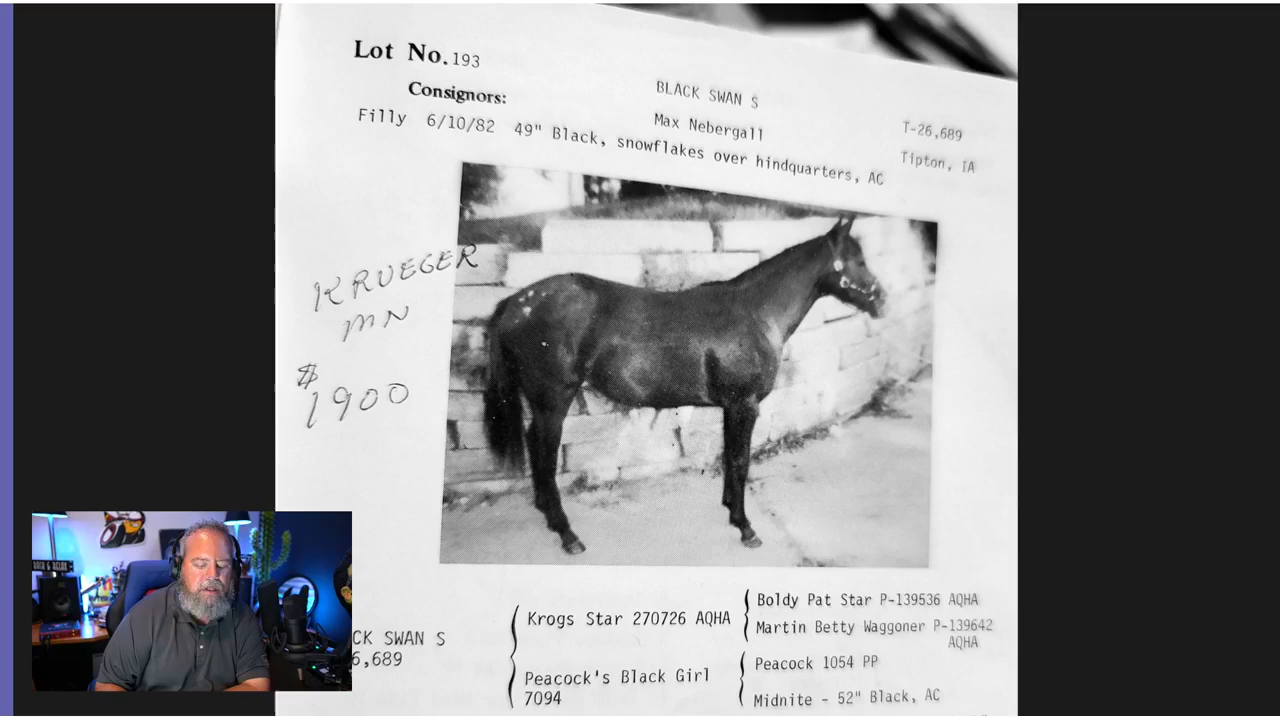 Lot No. 193
Consignors:
BLACK SWAN S
T-26,689
Max Nebergall
Tipton, IA
Filly 6/10/82 49" Black, snowflakes over hindquarters, AC
KRUEGER
MN
$1900
CK SWAN S
6,689
Krogs Star 270726 AQHA
Peacock's Black Girl
7094
Boldy Pat Star P-139536 AQHA
Martin Betty Waggoner P-139642
AQHA
Peacock 1054 PP
Midnite - 52" Black, AC